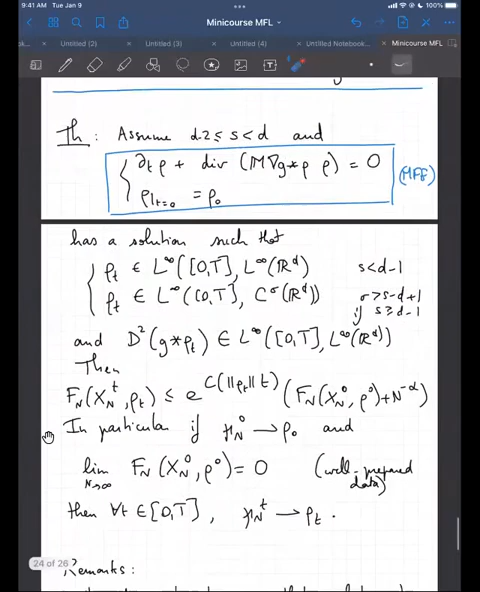 9:41 AM Tue Jan 9
100%
Minicourse MFL
Untitled (2)
Untitled (3)
Untitled (4)
Untitled Notebook...
Minicourse MFL
Th: Assume d-2 ≤ s < d and
{ ∂tρ + div (𝕄∇g*ρ ρ) = 0
ρ|t=0 = ρ₀
(MFE)
has a solution such that
{ ρt ∈ L^∞([0,T], L^∞(ℝ^d)) s<d-1
ρt ∈ L^∞([0,T], C^σ(ℝ^d)) σ>s-d+1
if s≥d-1
and D²(g*ρt) ∈ L^∞([0,T], L^∞(ℝ^d))
Then
F_N(X_N^t, ρt) ≤ e^{C(‖ρt‖t)} (F_N(X_N^0, ρ^0) + N^{-α})
In particular if μ_N^0 → ρ₀ and
lim N→∞ F_N(X_N^0, ρ^0) = 0 (well-prepared
data)
then ∀t ∈ [0,T], μ_N^t → ρt.
24 of 26
Remarks: